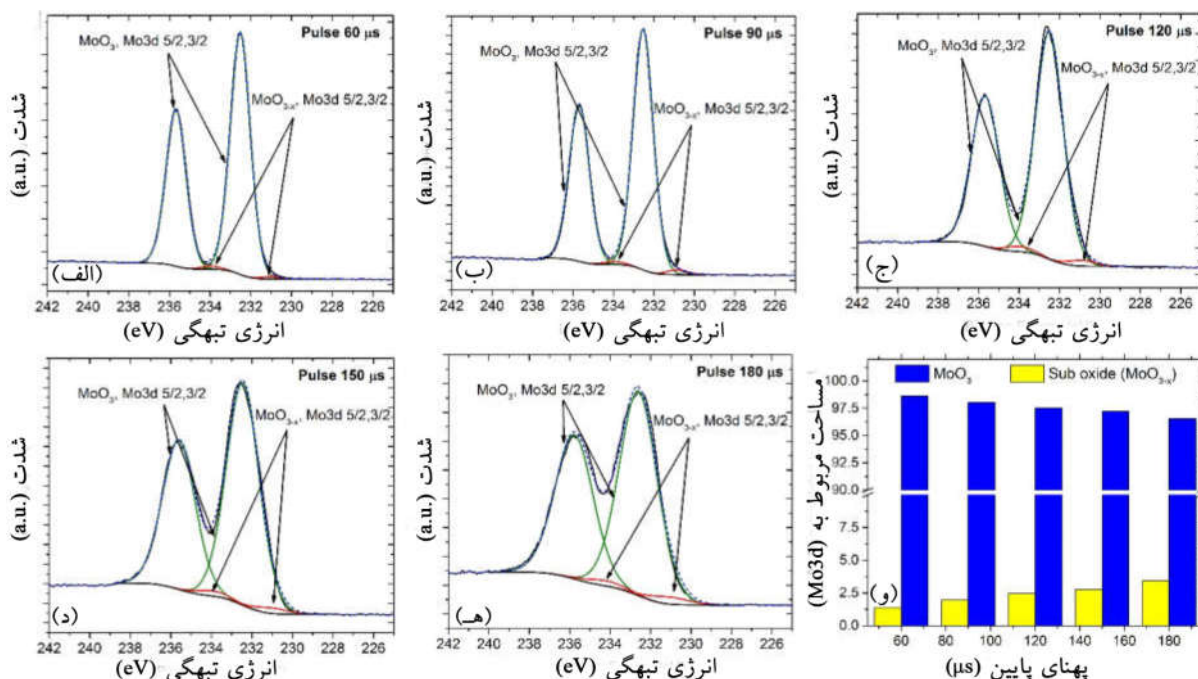 Pulse 60 µs
MoO3, Mo3d 5/2,3/2
MoO3-x, Mo3d 5/2,3/2
شدت (a.u.)
(الف)
242 240 238 236 234 232 230 228 226
انرژی تبهگی (eV)
Pulse 90 µs
MoO3, Mo3d 5/2,3/2
MoO3-x, Mo3d 5/2,3/2
شدت (a.u.)
(ب)
242 240 238 236 234 232 230 228 226
انرژی تبهگی (eV)
Pulse 120 µs
MoO3, Mo3d 5/2,3/2
MoO3-x, Mo3d 5/2,3/2
شدت (a.u.)
(ج)
242 240 238 236 234 232 230 228 226
انرژی تبهگی (eV)
Pulse 150 µs
MoO3, Mo3d 5/2,3/2
MoO3-x, Mo3d 5/2,3/2
شدت (a.u.)
(د)
242 240 238 236 234 232 230 228 226
انرژی تبهگی (eV)
Pulse 180 µs
MoO3, Mo3d 5/2,3/2
MoO3-x, Mo3d 5/2,3/2
شدت (a.u.)
(هـ)
242 240 238 236 234 232 230 228 226
انرژی تبهگی (eV)
MoO3
Sub oxide (MoO3-x)
مساحت مربوط به (Mo3d)
100.0
97.5
95.0
92.5
90.0
7.5
5.0
2.5
0.0
(و)
60 80 100 120 140 160 180
پهنای پایین (µs)